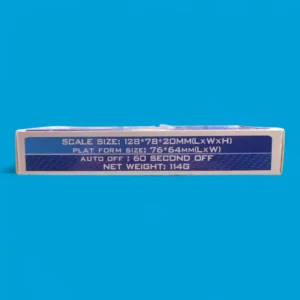 SCALE SIZE: 128*78*20MM(LxWxH)
PLAT FORM SIZE: 76*64MM(LxW)
AUTO OFF : 60 SECOND OFF
NET WEIGHT: 114G